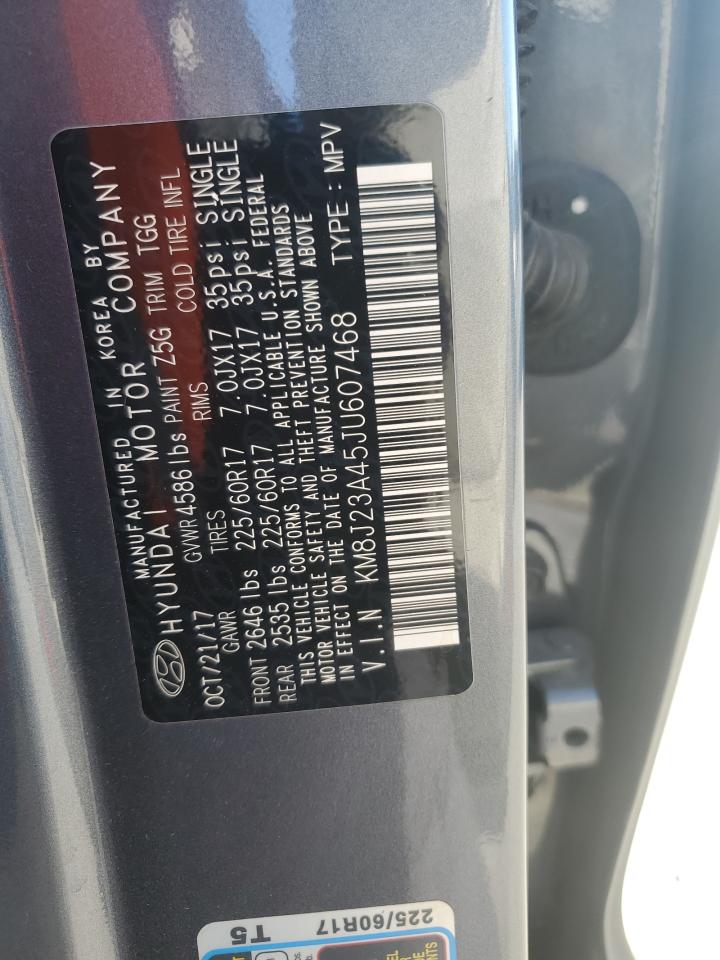 MANUFACTURED IN KOREA BY
HYUNDAI MOTOR COMPANY
OCT/21/17 GVWR 4586 lbs PAINT Z5G TRIM TGG
GAWR TIRES RIMS COLD TIRE INFL
FRONT 2646 lbs 225/60R17 7.0JX17 35psi SINGLE
REAR 2535 lbs 225/60R17 7.0JX17 35psi SINGLE
THIS VEHICLE CONFORMS TO ALL APPLICABLE U.S.A. FEDERAL
MOTOR VEHICLE SAFETY AND THEFT PREVENTION STANDARDS
IN EFFECT ON THE DATE OF MANUFACTURE SHOWN ABOVE
V.I.N KM8J23A45JU607468 TYPE : MPV
225/60R17
T5